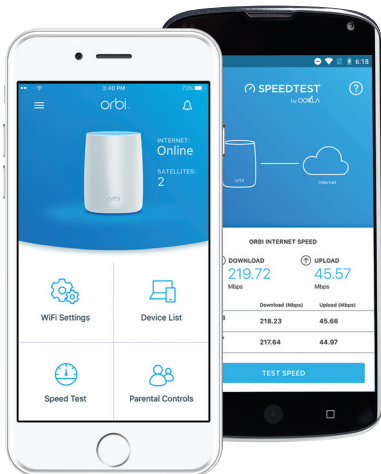 3:40 PM
73%
orbi
INTERNET:
Online
SATELLITES:
2
orbi
WiFi Settings
Device List
Speed Test
Parental Controls
6:18
SPEEDTEST
by OOKLA
?
orbi
Internet
ORBI INTERNET SPEED
DOWNLOAD
UPLOAD
219.72
45.57
Mbps
Mbps
Download (Mbps)
Upload (Mbps)
218.23
45.66
217.64
44.97
TEST SPEED